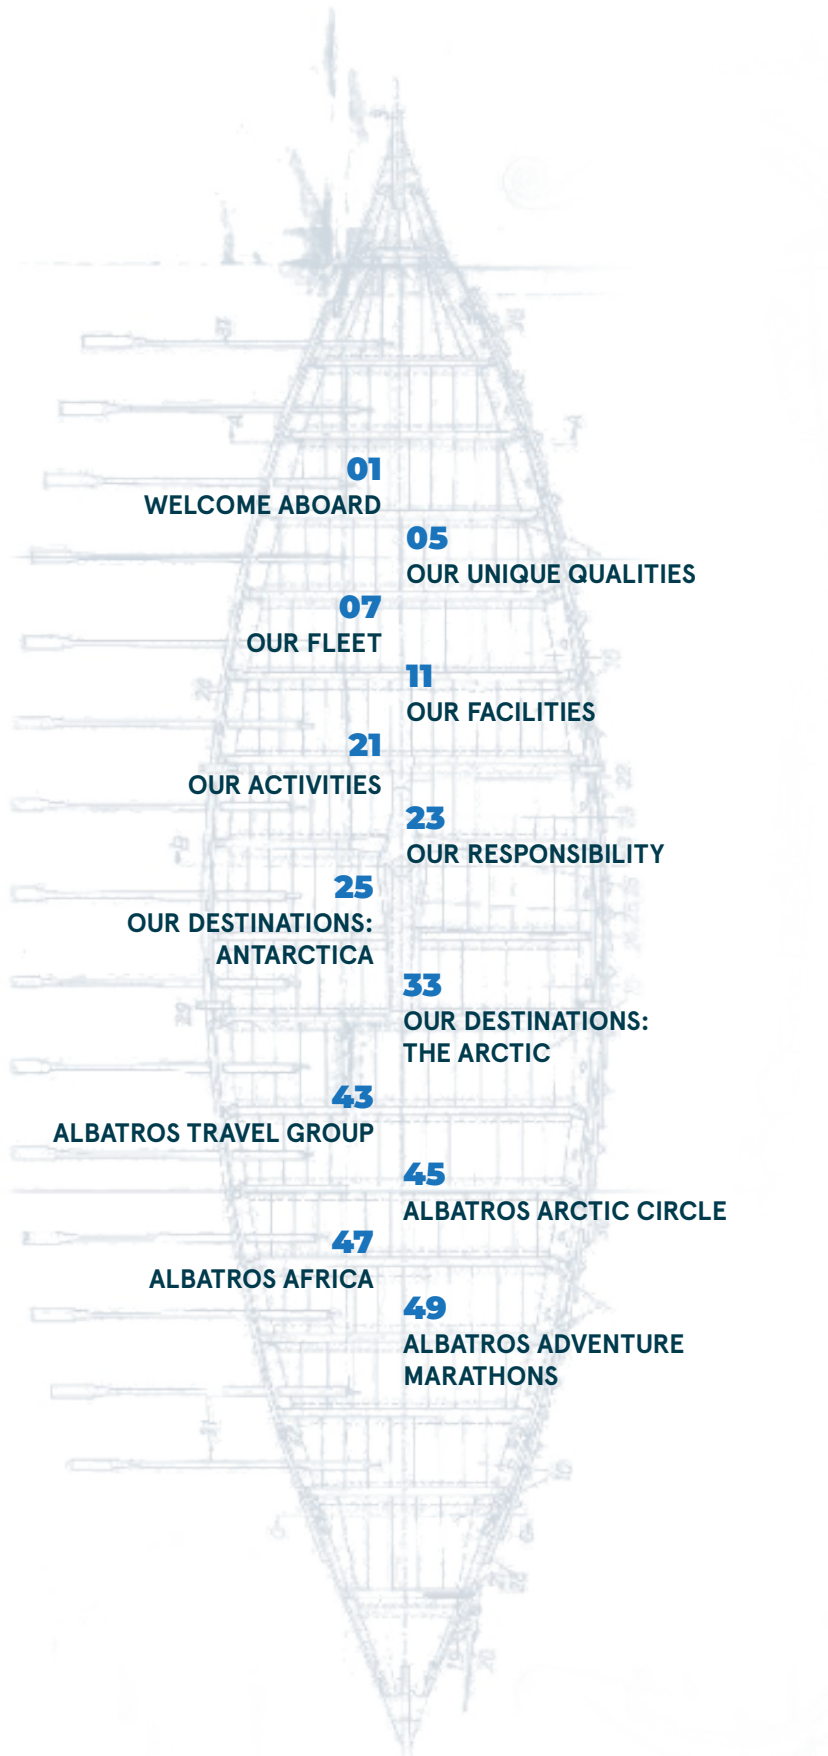 01
WELCOME ABOARD
05
OUR UNIQUE QUALITIES
07
OUR FLEET
11
OUR FACILITIES
21
OUR ACTIVITIES
23
OUR RESPONSIBILITY
25
OUR DESTINATIONS:
ANTARCTICA
33
OUR DESTINATIONS:
THE ARCTIC
43
ALBATROS TRAVEL GROUP
45
ALBATROS ARCTIC CIRCLE
47
ALBATROS AFRICA
49
ALBATROS ADVENTURE
MARATHONS